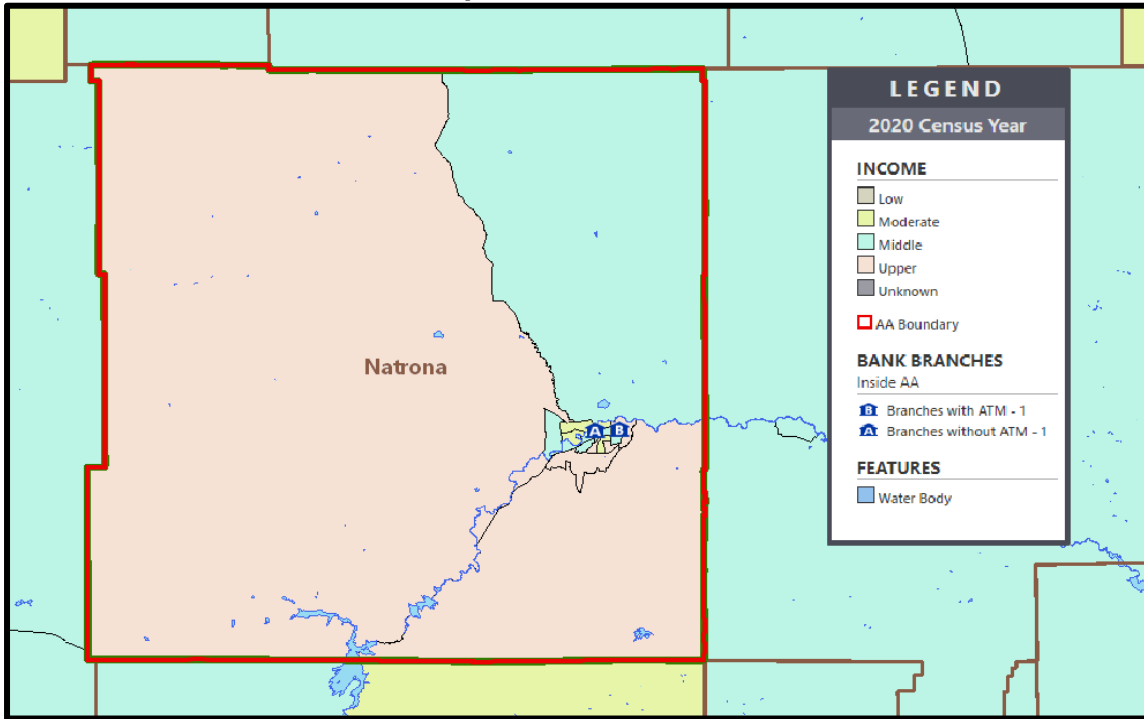 LEGEND
2020 Census Year
INCOME
Low
Moderate
Middle
Upper
Unknown
AA Boundary
BANK BRANCHES
Inside AA
B Branches with ATM - 1
A Branches without ATM - 1
FEATURES
Water Body
Natrona
A B